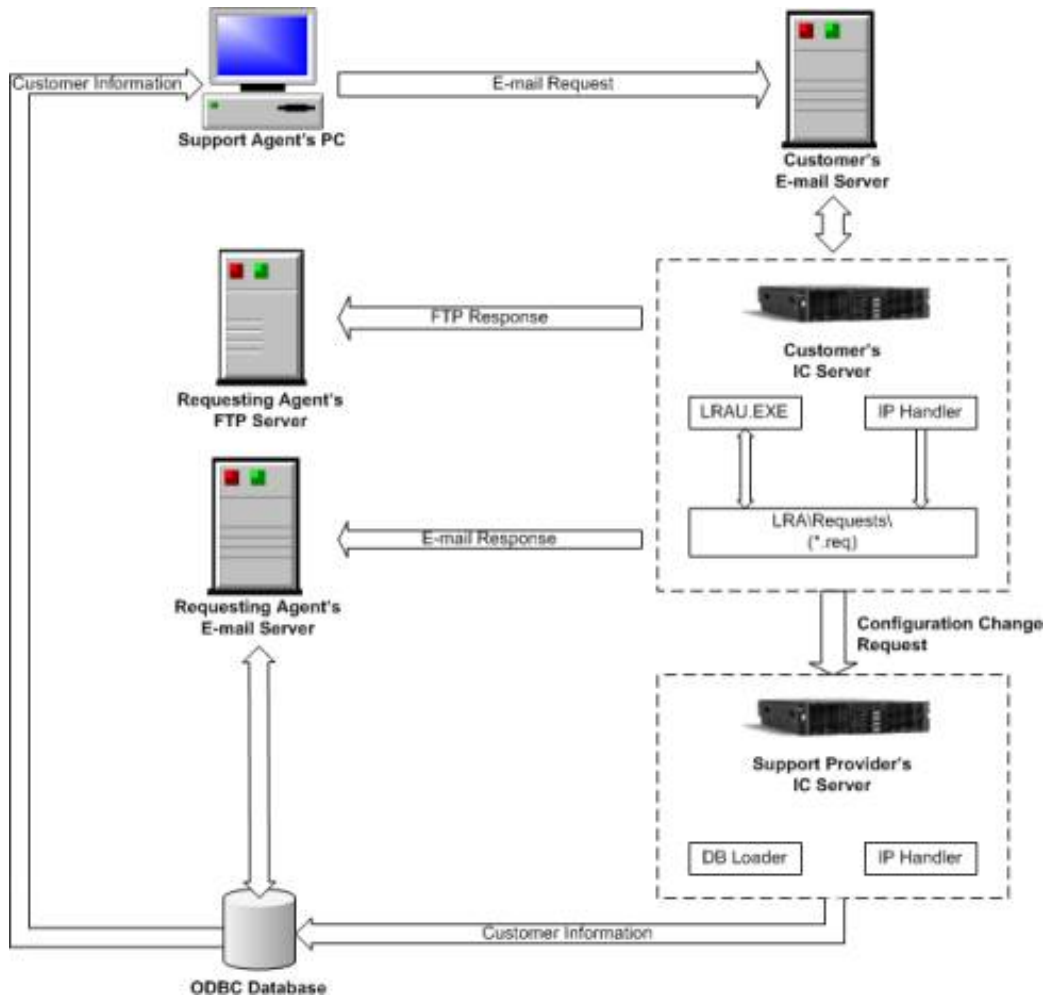 Customer Information
E-mail Request
Support Agent's PC
Customer's
E-mail Server
FTP Response
Requesting Agent's
FTP Server
Customer's
IC Server
LRAU.EXE
IP Handler
LRA\Requests\
(*.req)
E-mail Response
Requesting Agent's
E-mail Server
Configuration Change
Request
Support Provider's
IC Server
DB Loader
IP Handler
Customer Information
ODBC Database